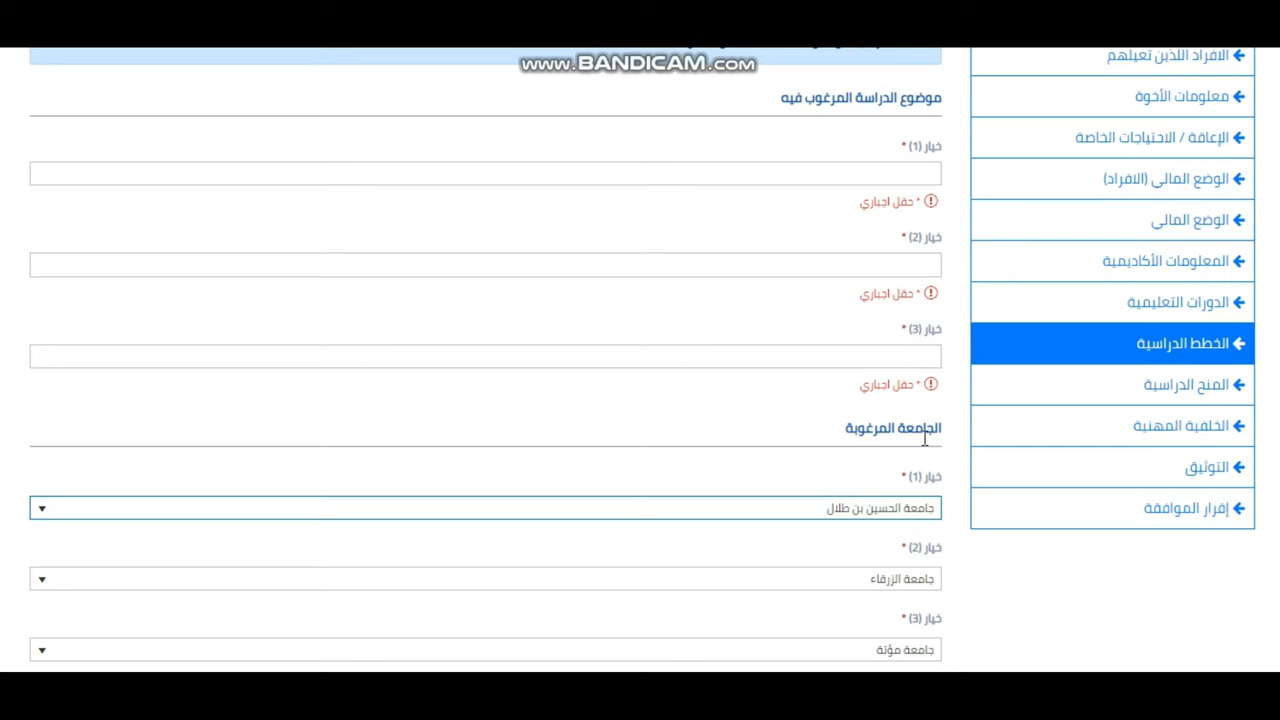 www.BANDICAM.com
موضوع الدراسة المرغوب فيه
خيار (1) *
* حقل اجباري
خيار (2) *
* حقل اجباري
خيار (3) *
* حقل اجباري
الجامعة المرغوبة
خيار (1) *
جامعة الحسين بن طلال
خيار (2) *
جامعة الزرقاء
خيار (3) *
جامعة مؤتة
الافراد اللذين تعيلهم
معلومات الأخوة
الإعاقة / الاحتياجات الخاصة
الوضع المالي (الافراد)
الوضع المالي
المعلومات الأكاديمية
الدورات التعليمية
الخطط الدراسية
المنح الدراسية
الخلفية المهنية
التوثيق
إقرار الموافقة